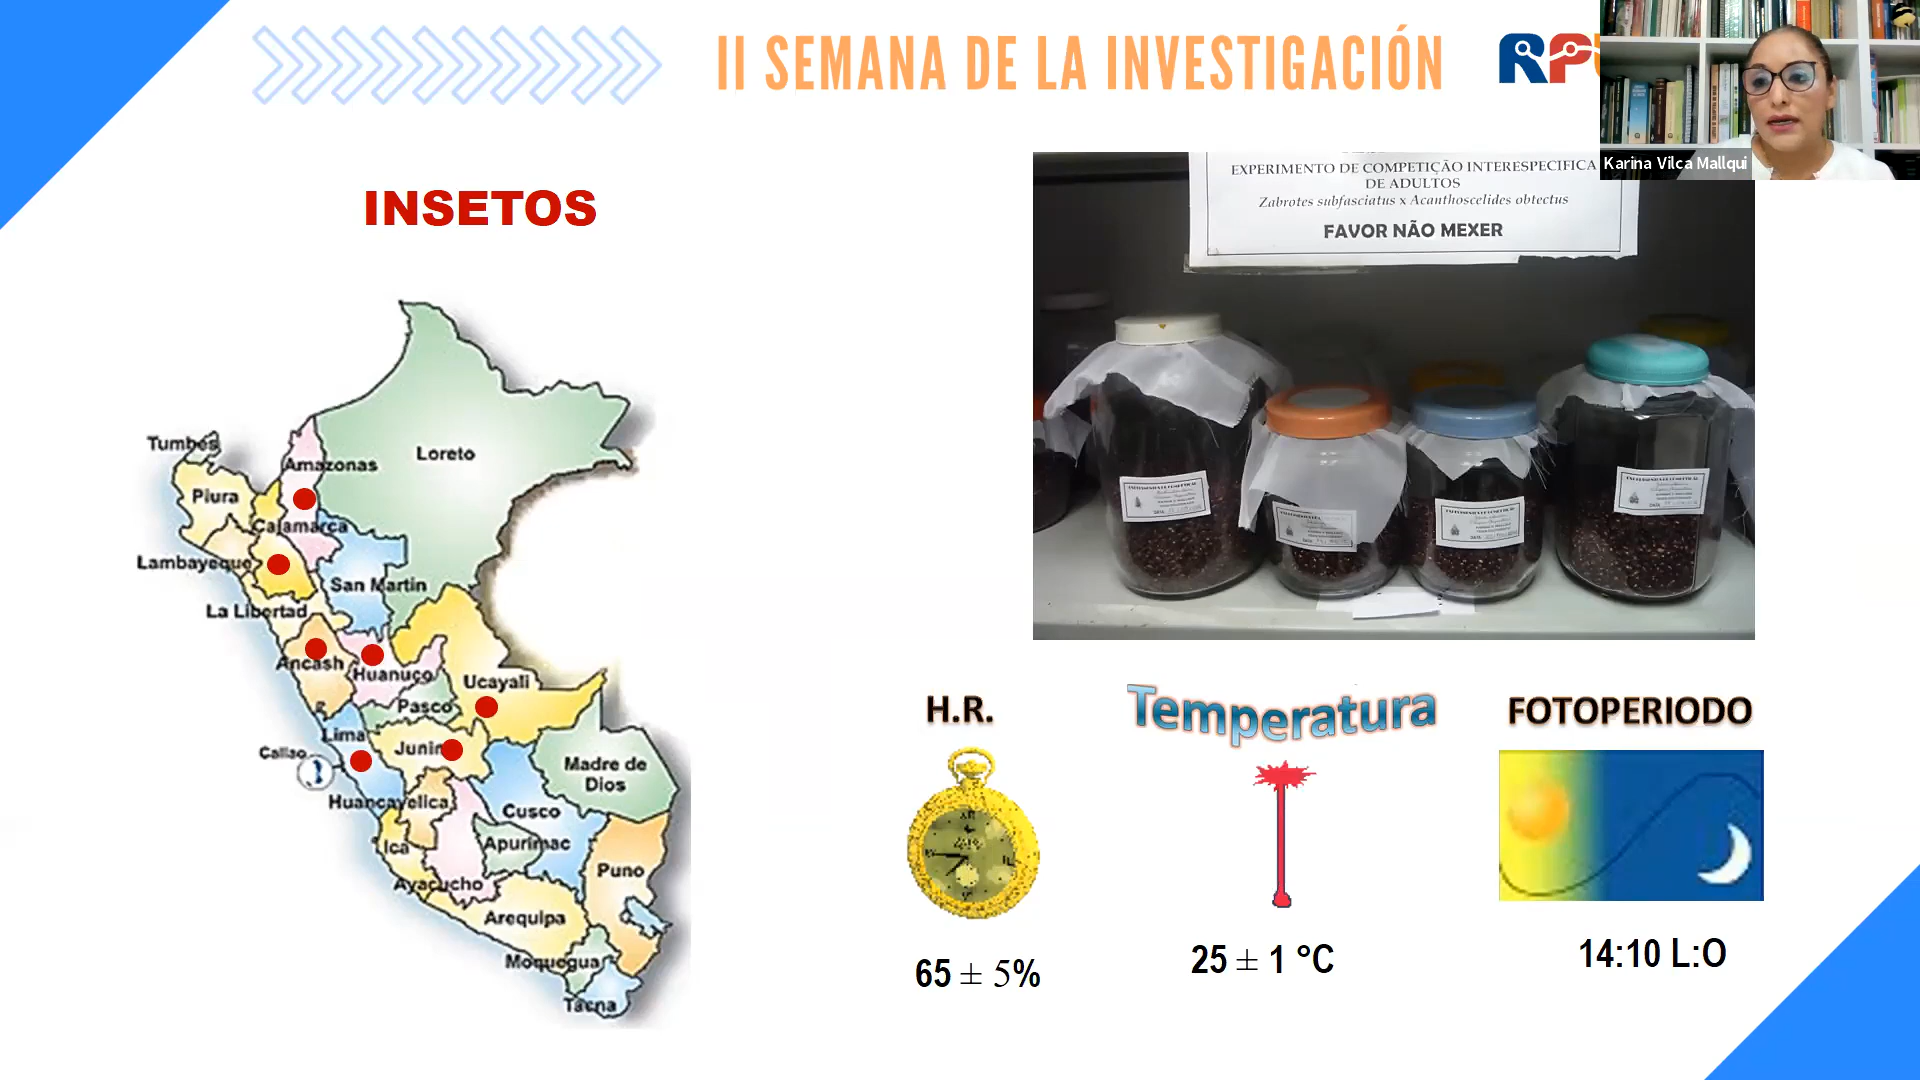 II SEMANA DE LA INVESTIGACIÓN
RP
Karina Vilca Mallqui
INSETOS
EXPERIMENTO DE COMPETIÇÃO INTERESPECIFICA
DE ADULTOS
Zabrotes subfasciatus x Acanthoscelides obtectus
FAVOR NÃO MEXER
Tumbes
Piura
Amazonas
Loreto
Cajamarca
Lambayeque
San Martin
La Libertad
Ancash
Huanuco
Ucayali
Pasco
Lima
Junin
Callao
Madre de
Dios
Huancavelica
Cusco
Ica
Apurimac
Puno
Ayacucho
Arequipa
Moquegua
Tacna
H.R.
Temperatura
FOTOPERIODO
65 ± 5%
25 ± 1 °C
14:10 L:O